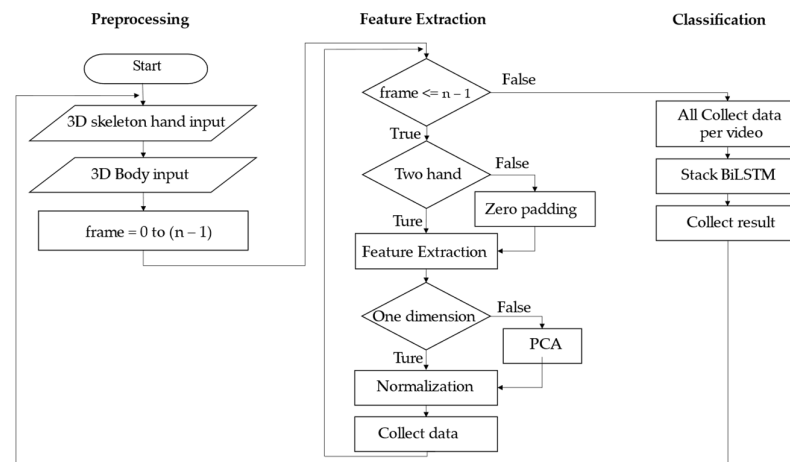 Preprocessing
Feature Extraction
Classification
Start
3D skeleton hand input
3D Body input
frame = 0 to (n – 1)
frame <= n – 1
False
True
Two hand
False
Zero padding
Ture
Feature Extraction
One dimension
False
PCA
Ture
Normalization
Collect data
All Collect data
per video
Stack BiLSTM
Collect result